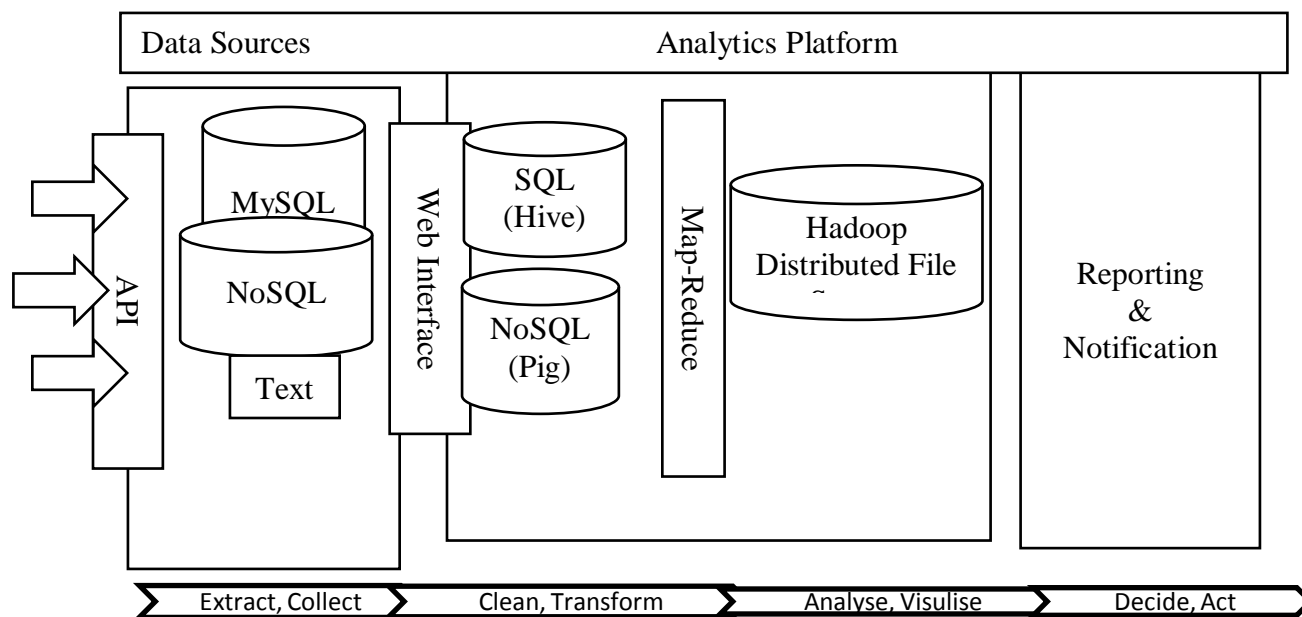 Data Sources
Analytics Platform
API
MySQL
NoSQL
Text
Web Interface
SQL
(Hive)
NoSQL
(Pig)
Map-Reduce
Hadoop
Distributed File
Reporting
&
Notification
Extract, Collect
Clean, Transform
Analyse, Visulise
Decide, Act